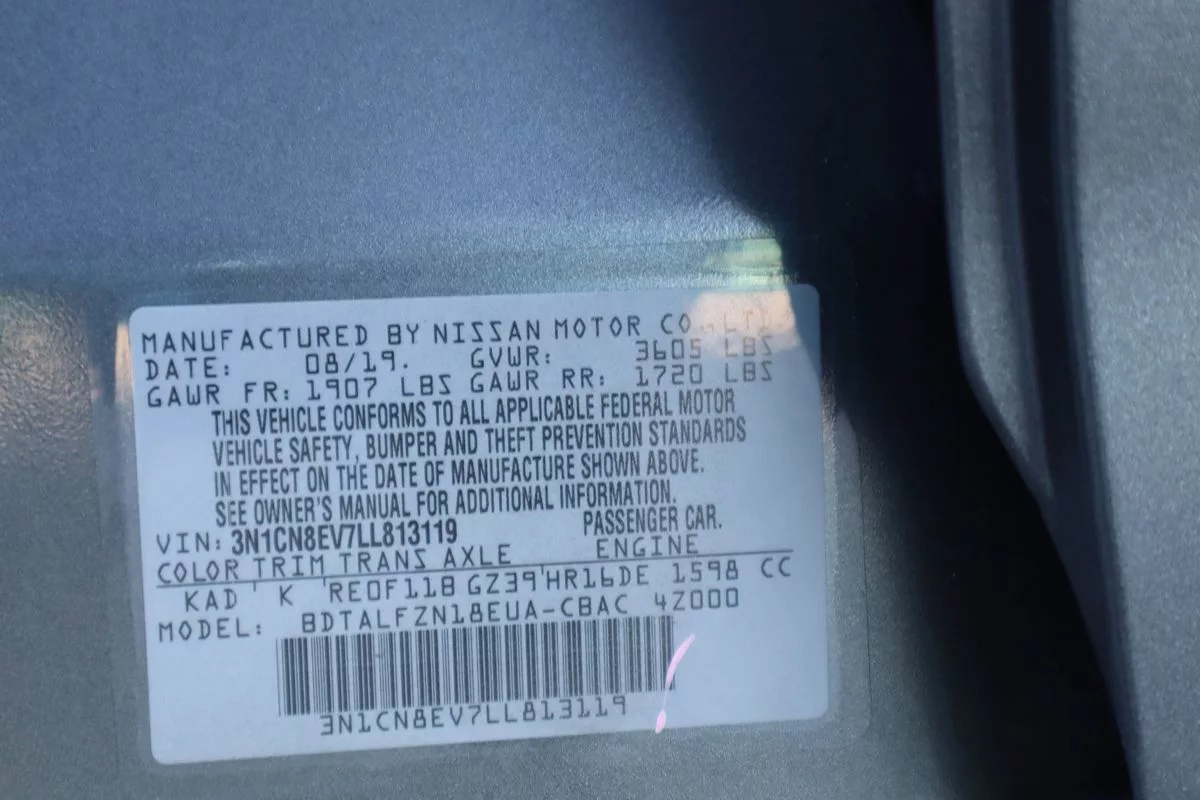 MANUFACTURED BY NISSAN MOTOR CO., LTD.
DATE: 08/19. GVWR: 3605 LBS
GAWR FR: 1907 LBS GAWR RR: 1720 LBS
THIS VEHICLE CONFORMS TO ALL APPLICABLE FEDERAL MOTOR
VEHICLE SAFETY, BUMPER AND THEFT PREVENTION STANDARDS
IN EFFECT ON THE DATE OF MANUFACTURE SHOWN ABOVE.
SEE OWNER'S MANUAL FOR ADDITIONAL INFORMATION.
VIN: 3N1CN8EV7LL813119 PASSENGER CAR.
COLOR TRIM TRANS AXLE ENGINE
KAD K RE0F11B GZ39 HR16DE 1598 CC
MODEL: BDTALFZN18EUA-CBAC 4Z000
3N1CN8EV7LL813119